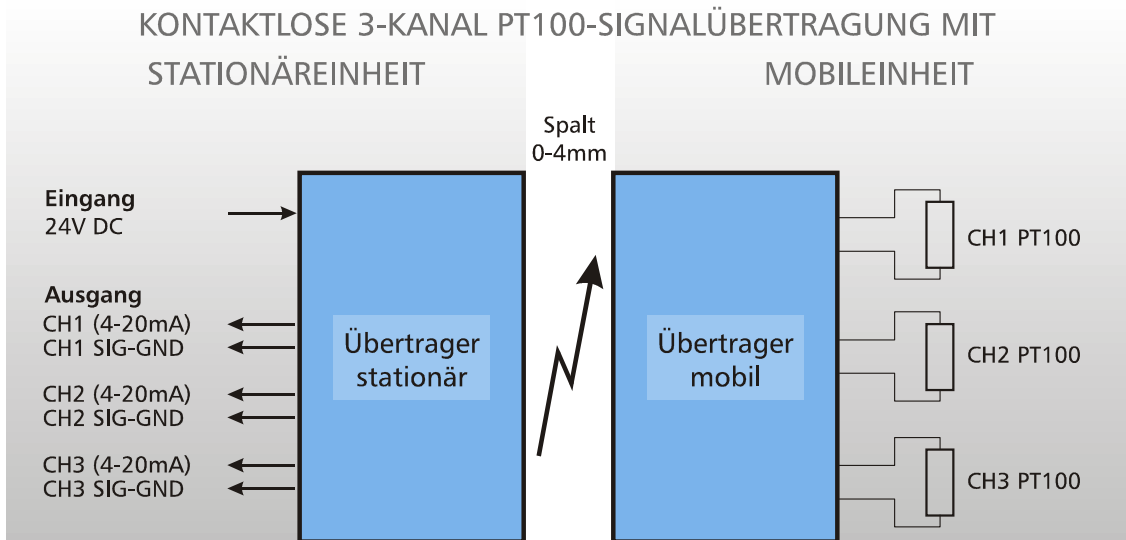 KONTAKTLOSE 3-KANAL PT100-SIGNALÜBERTRAGUNG MIT
STATIONÄREINHEIT
MOBILEINHEIT
Spalt
0-4mm
Eingang
24V DC
Ausgang
CH1 (4-20mA)
CH1 SIG-GND
CH2 (4-20mA)
CH2 SIG-GND
CH3 (4-20mA)
CH3 SIG-GND
Übertrager
stationär
Übertrager
mobil
CH1 PT100
CH2 PT100
CH3 PT100